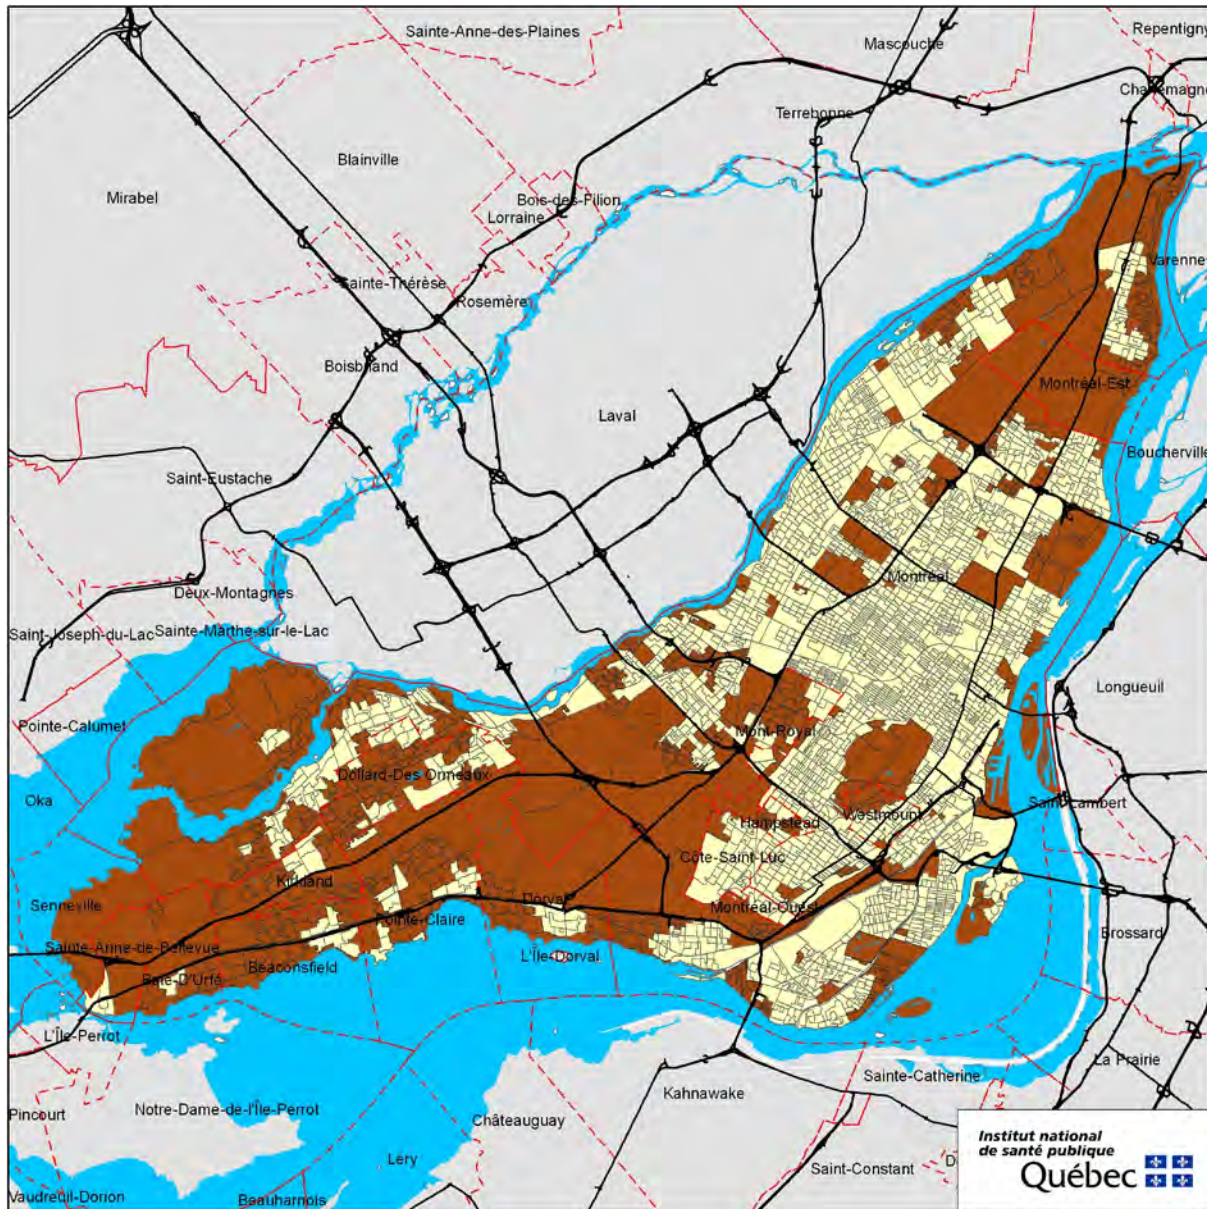 Sainte-Anne-des-Plaines
Repentigny
Mascouche
Charlemagne
Terrebonne
Blainville
Mirabel
Bois-des-Filion
Lorraine
Varennes
Sainte-Thérèse
Rosemère
Boisbriand
Montréal-Est
Laval
Boucherville
Saint-Eustache
Montréal
Deux-Montagnes
Saint-Joseph-du-Lac
Sainte-Marthe-sur-le-Lac
Longueuil
Pointe-Calumet
Mont-Royal
Dollard-Des Ormeaux
Oka
Saint-Lambert
Hampstead
Westmount
Côte-Saint-Luc
Kirkland
Dorval
Senneville
Montréal-Ouest
Pointe-Claire
Brossard
Sainte-Anne-de-Bellevue
L'Île-Dorval
Beaconsfield
Baie-D'Urfé
L'Île-Perrot
La Prairie
Sainte-Catherine
Kahnawake
Notre-Dame-de-l'Île-Perrot
Pincourt
Châteauguay
Léry
Saint-Constant
D
Vaudreuil-Dorion
Beauharnois
Institut national
de santé publique
Québec